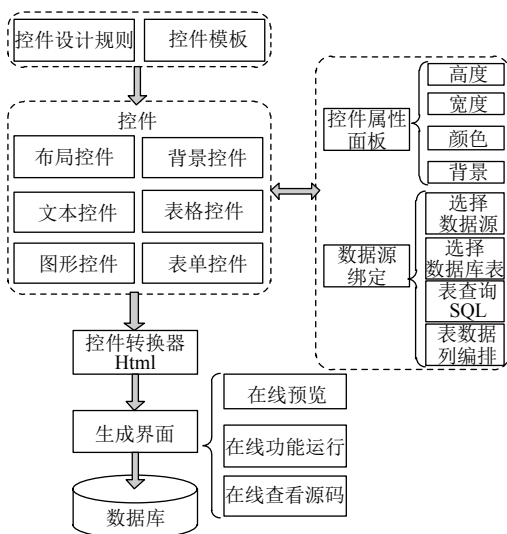 控件设计规则
控件模板
控件
布局控件
背景控件
文本控件
表格控件
图形控件
表单控件
控件转换器
Html
生成界面
数据库
在线预览
在线功能运行
在线查看源码
控件属性
面板
高度
宽度
颜色
背景
数据源
绑定
选择
数据源
选择
数据库表
表查询
SQL
表数据
列编排